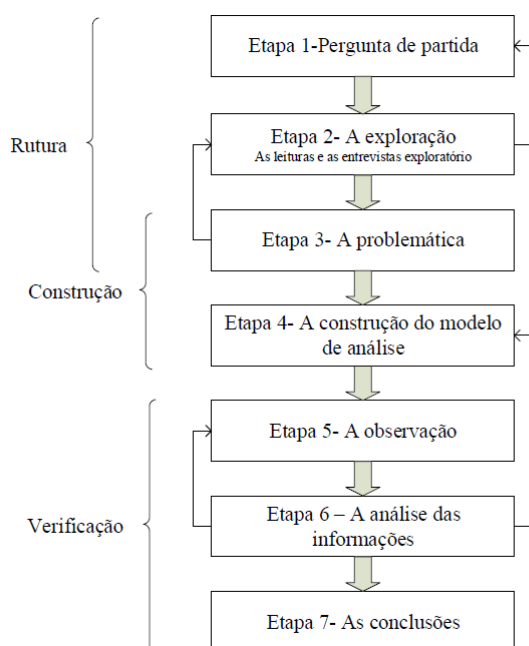 Etapa 1-Pergunta de partida
Rutura
Etapa 2- A exploração
As leituras e as entrevistas exploratório
Etapa 3- A problemática
Construção
Etapa 4- A construção do modelo
de análise
Etapa 5- A observação
Verificação
Etapa 6 – A análise das
informações
Etapa 7- As conclusões